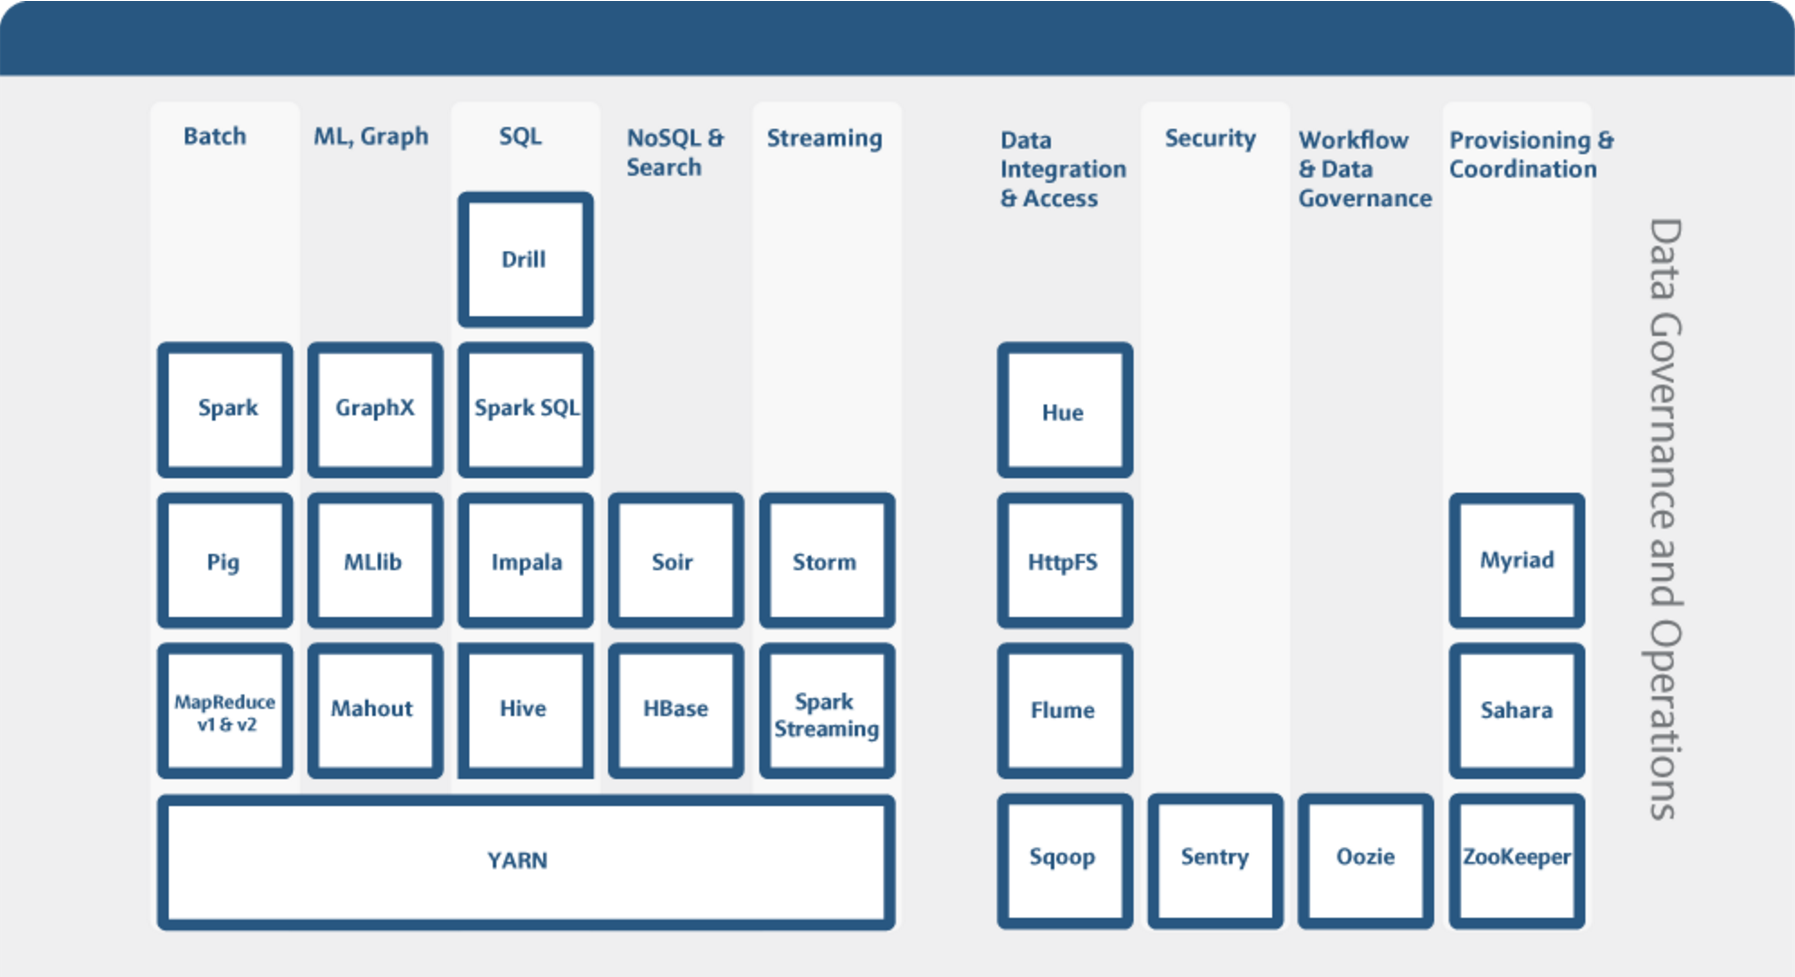 Batch
ML, Graph
SQL
NoSQL &
Search
Streaming
Drill
Spark
GraphX
Spark SQL
Pig
MLlib
Impala
Soir
Storm
MapReduce
v1 & v2
Mahout
Hive
HBase
Spark
Streaming
YARN
Data
Integration
& Access
Security
Workflow
& Data
Governance
Provisioning &
Coordination
Hue
HttpFS
Myriad
Flume
Sahara
Sqoop
Sentry
Oozie
ZooKeeper
Data Governance and Operations